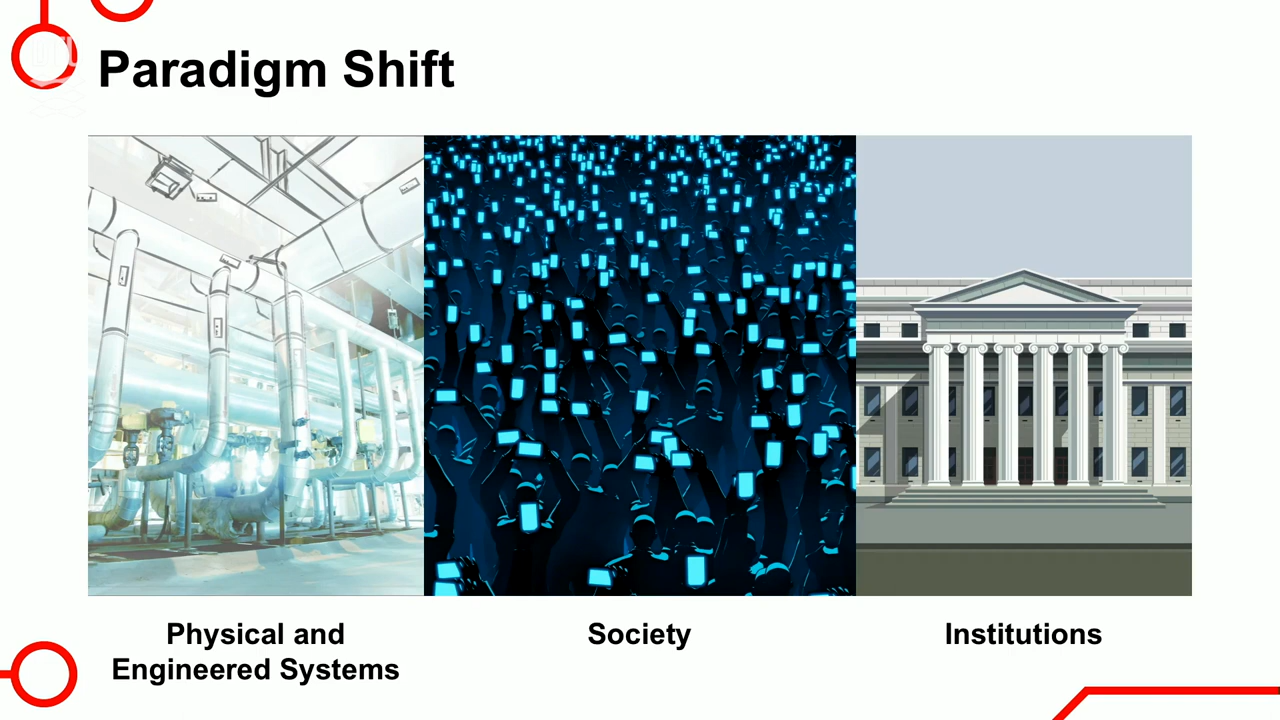 Paradigm Shift
Physical and
Engineered Systems
Society
Institutions